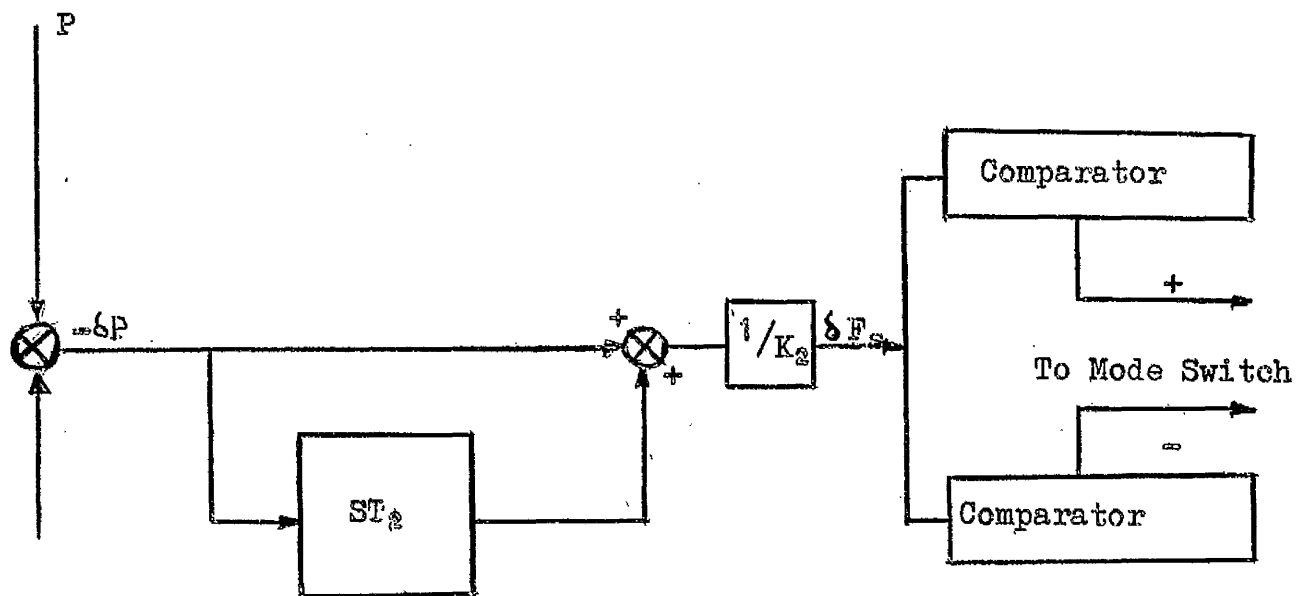 P
Comparator
+
-δP
+
+
1/K₂
δFₛ
To Mode Switch
-
ST₂
Comparator